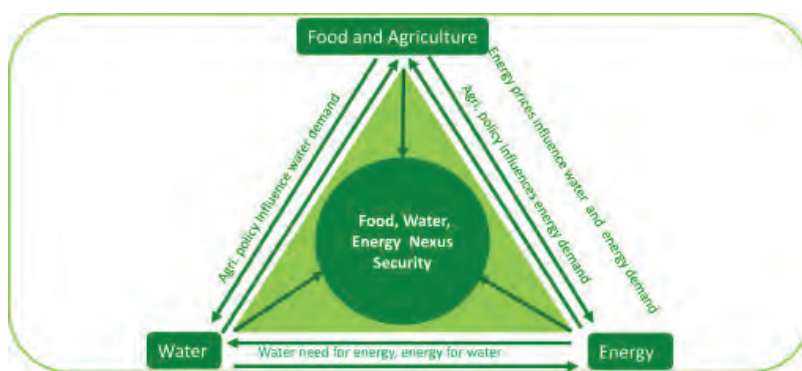 Food and Agriculture
Agri. policy influence water demand
Agri, policy influences energy demand
Energy prices influence water and energy demand
Food, Water,
Energy Nexus
Security
Water
Water need for energy, energy for water
Energy